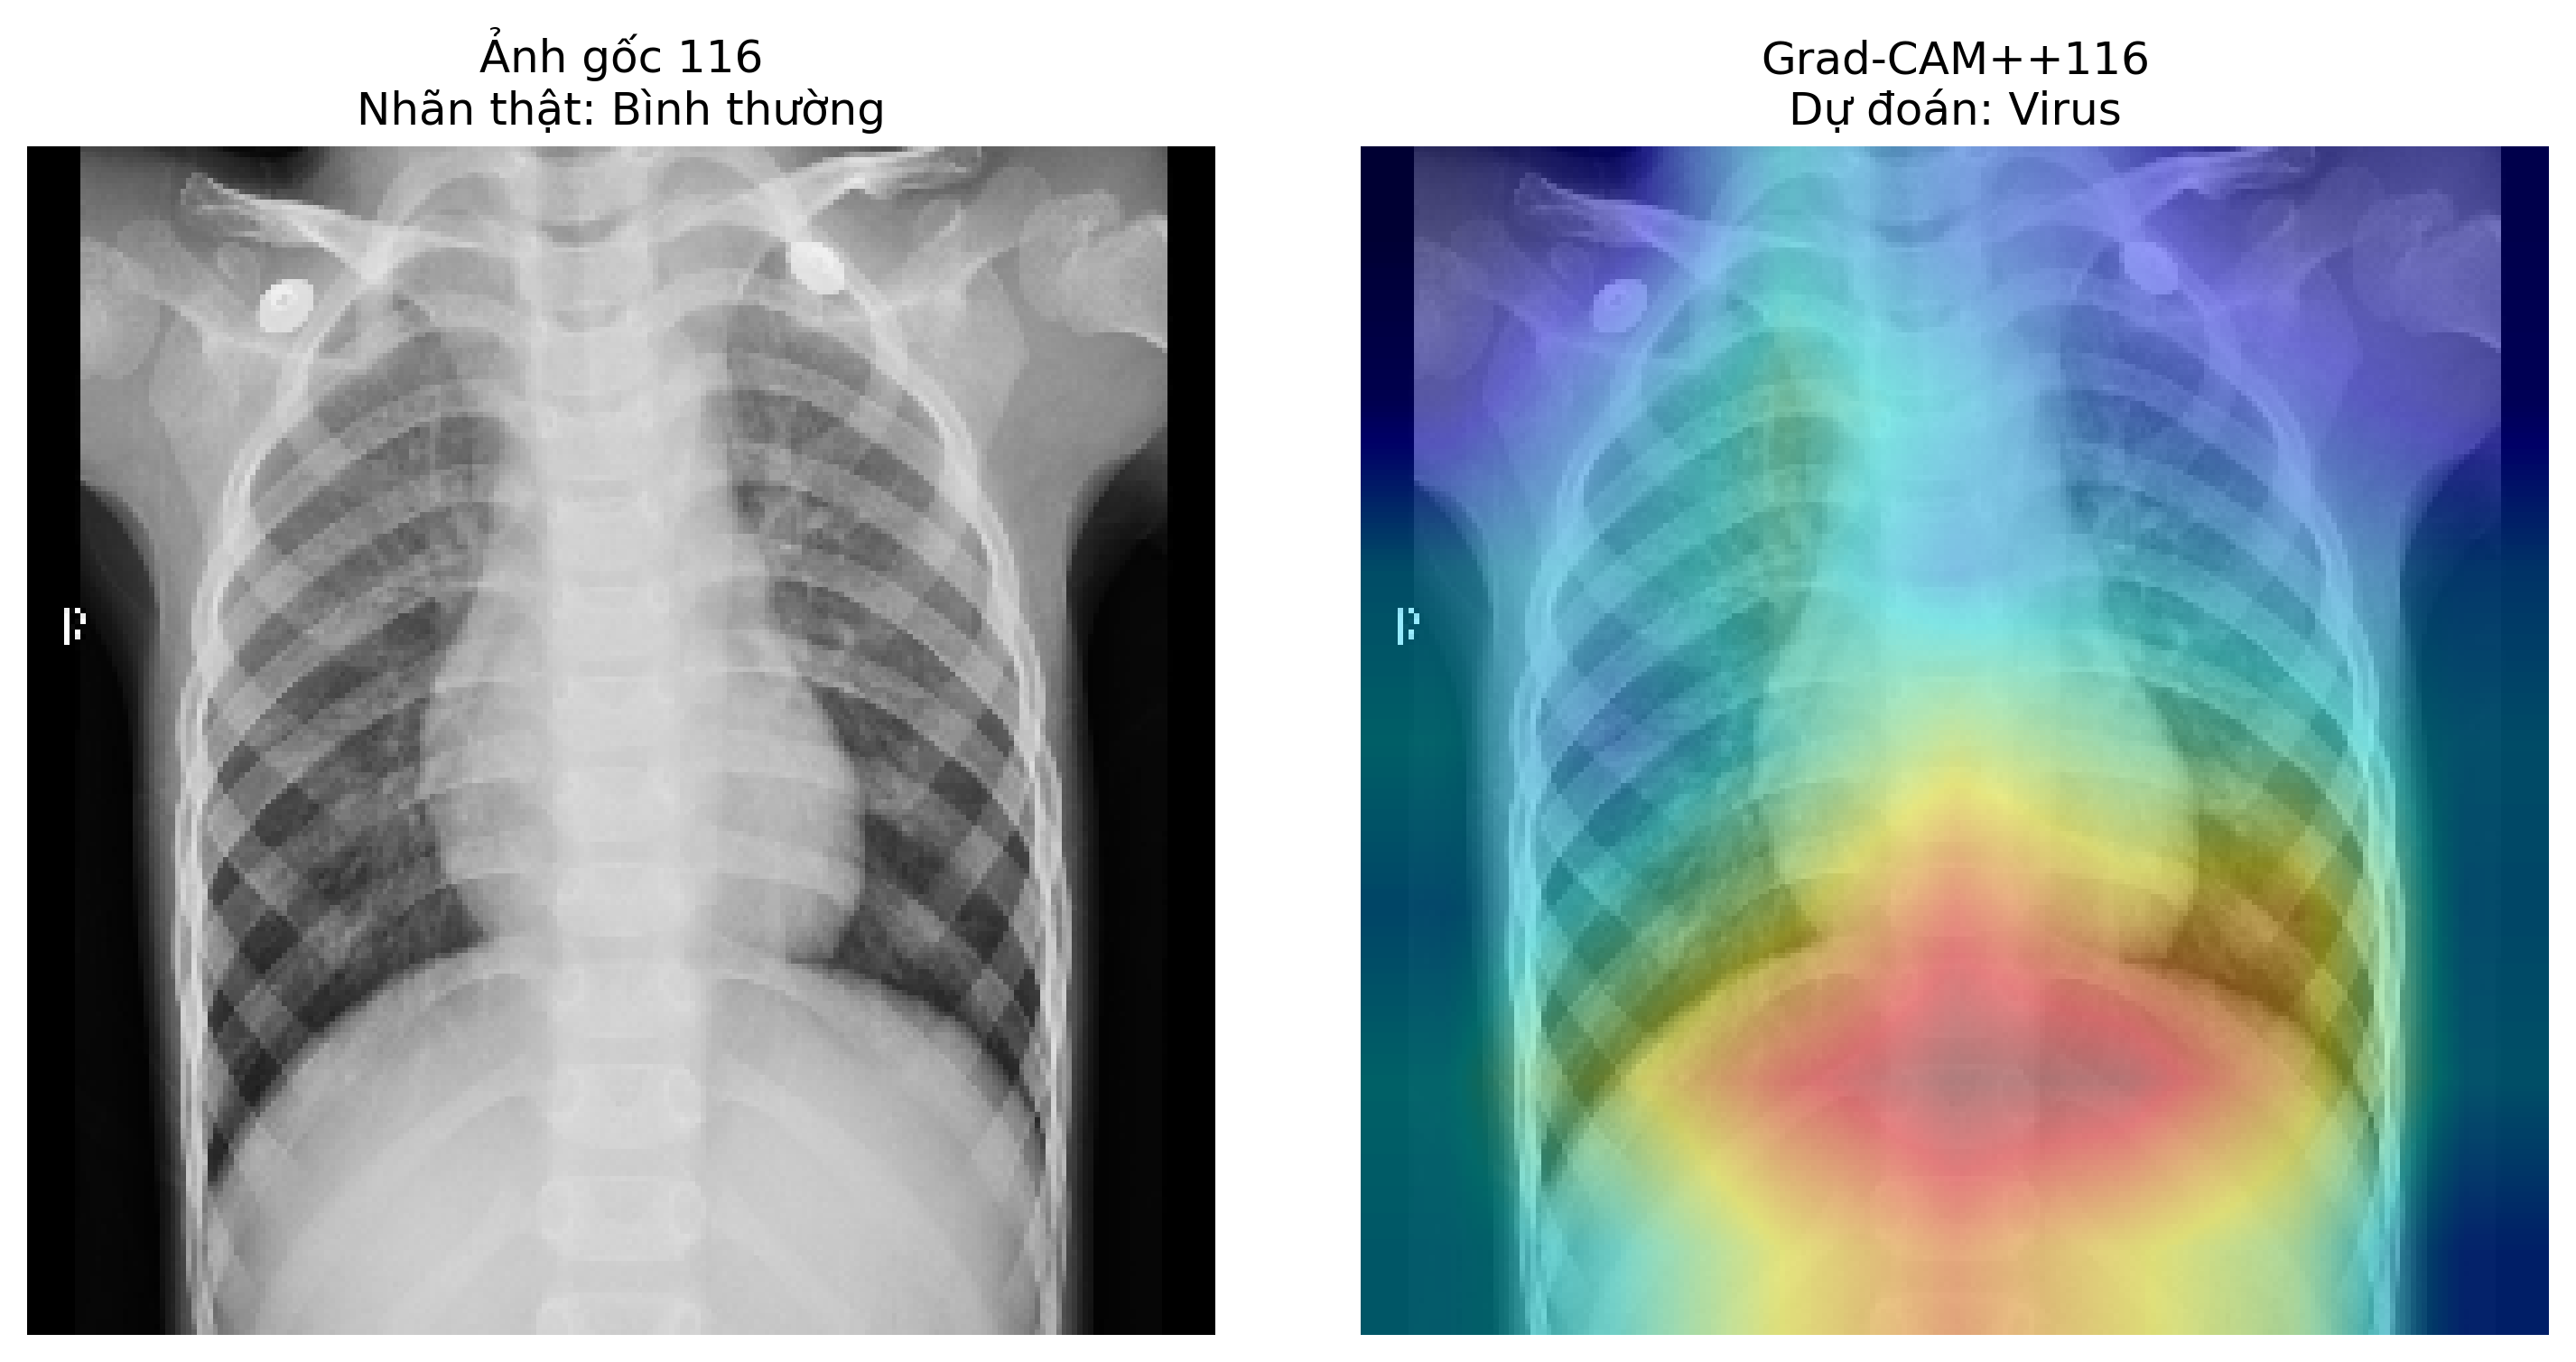 Ảnh gốc 116
Nhãn thật: Bình thường
Grad-CAM++116
Dự đoán: Virus